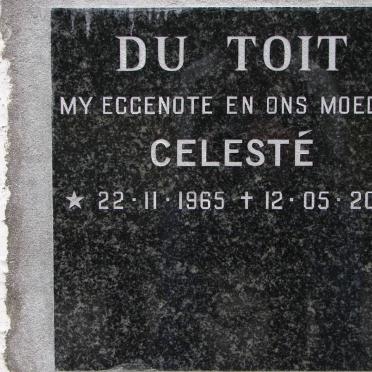 DU TOIT
MY EGGENOTE EN ONS MOED
CELESTÉ
★ 22·11·1965 ✝ 12·05·20